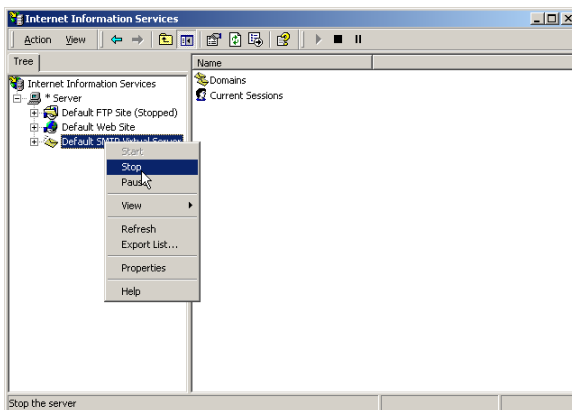 Internet Information Services
Action View
Tree
Name
Internet Information Services
* Server
Default FTP Site (Stopped)
Default Web Site
Default SMTP Virtual Server
Domains
Current Sessions
Start
Stop
Pause
View
Refresh
Export List...
Properties
Help
Stop the server